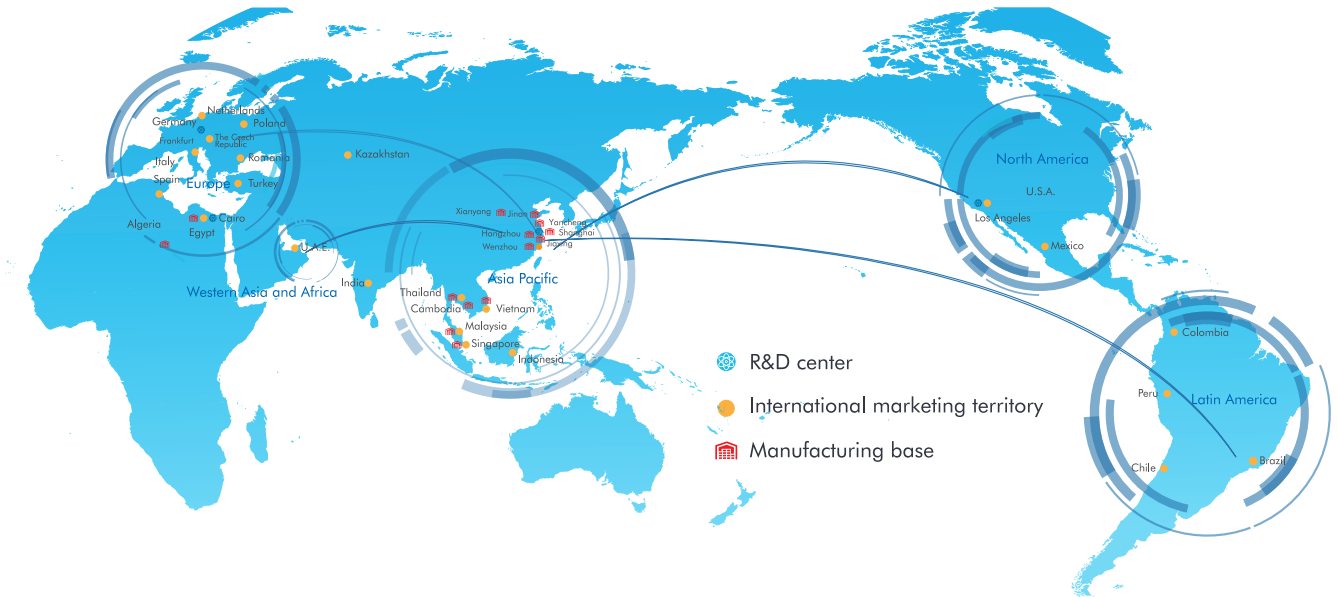 Netherlands
Germany
Poland
Frankfurt
The Czech
Republic
Italy
Romania
Spain
Europe
Turkey
Algeria
Cairo
Egypt
U.A.E.
Western Asia and Africa
Kazakhstan
India
Xianyang
Jinan
Yancheng
Hangzhou
Shanghai
Wenzhou
Jiaxing
Asia Pacific
Thailand
Cambodia
Vietnam
Malaysia
Singapore
Indonesia
North America
U.S.A.
Los Angeles
Mexico
Colombia
Peru
Latin America
Chile
Brazil
R&D center
International marketing territory
Manufacturing base